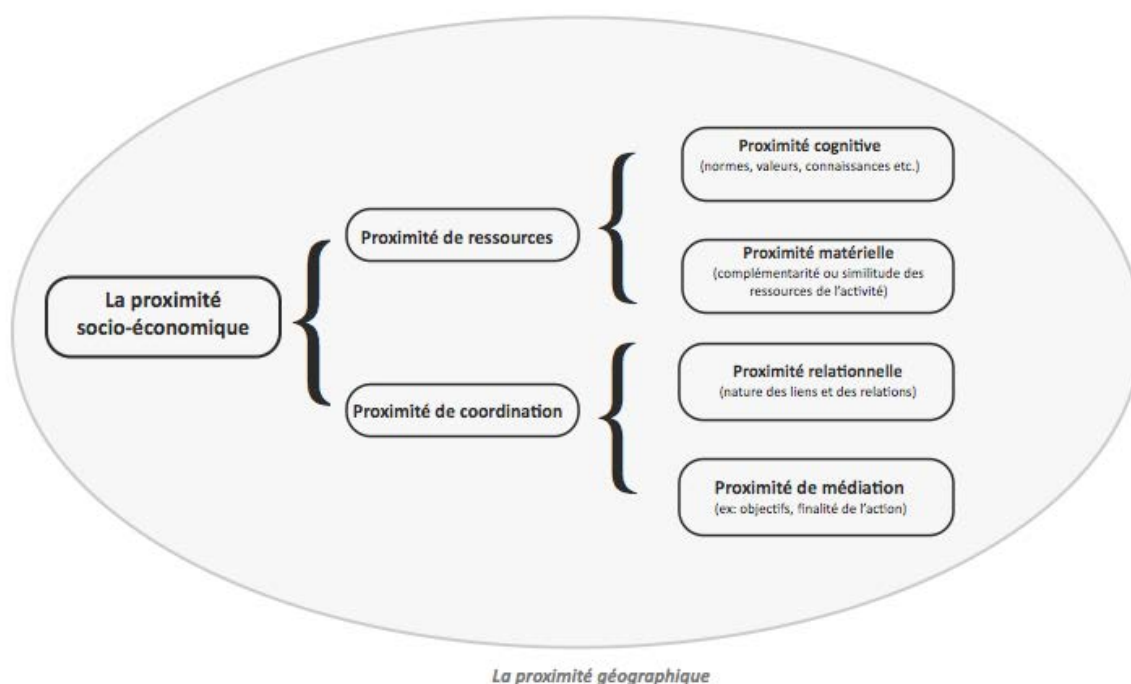 La proximité
socio-économique
Proximité de ressources
Proximité de coordination
Proximité cognitive
(normes, valeurs, connaissances etc.)
Proximité matérielle
(complémentarité ou similitude des
ressources de l'activité)
Proximité relationnelle
(nature des liens et des relations)
Proximité de médiation
(ex: objectifs, finalité de l'action)
La proximité géographique